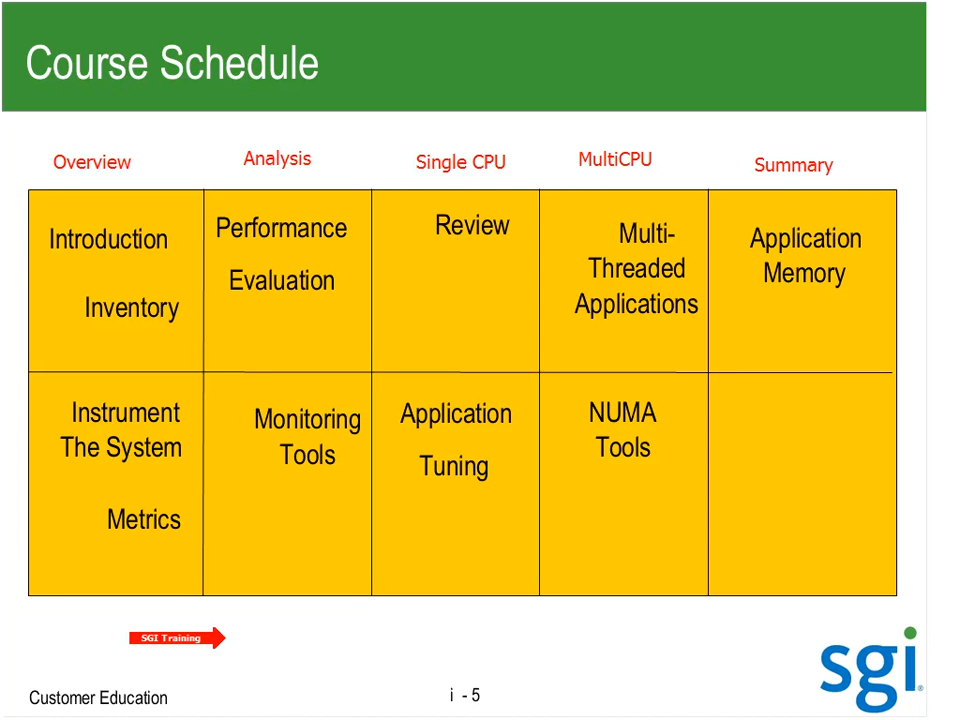 Course Schedule
Overview
Analysis
Single CPU
MultiCPU
Summary
Introduction
Inventory
Performance
Evaluation
Review
Multi-
Threaded
Applications
Application
Memory
Instrument
The System
Metrics
Monitoring
Tools
Application
Tuning
NUMA
Tools
SGI Training
sgi®
Customer Education
i - 5